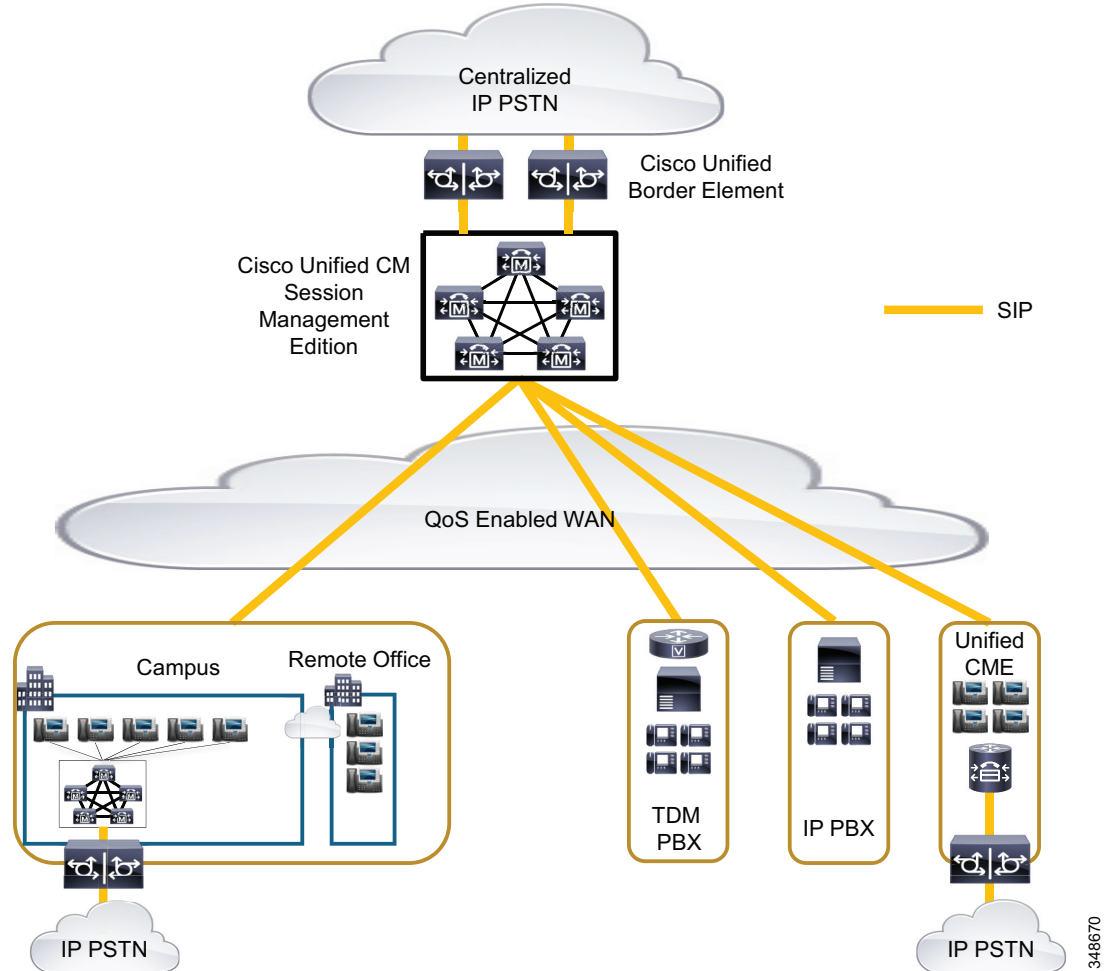 Centralized
IP PSTN
Cisco Unified
Border Element
Cisco Unified CM
Session
Management
Edition
SIP
QoS Enabled WAN
Campus
Remote Office
Unified
CME
TDM
PBX
IP PBX
IP PSTN
IP PSTN
348670
M
M
M
M
M
V
M
M
M
M
M